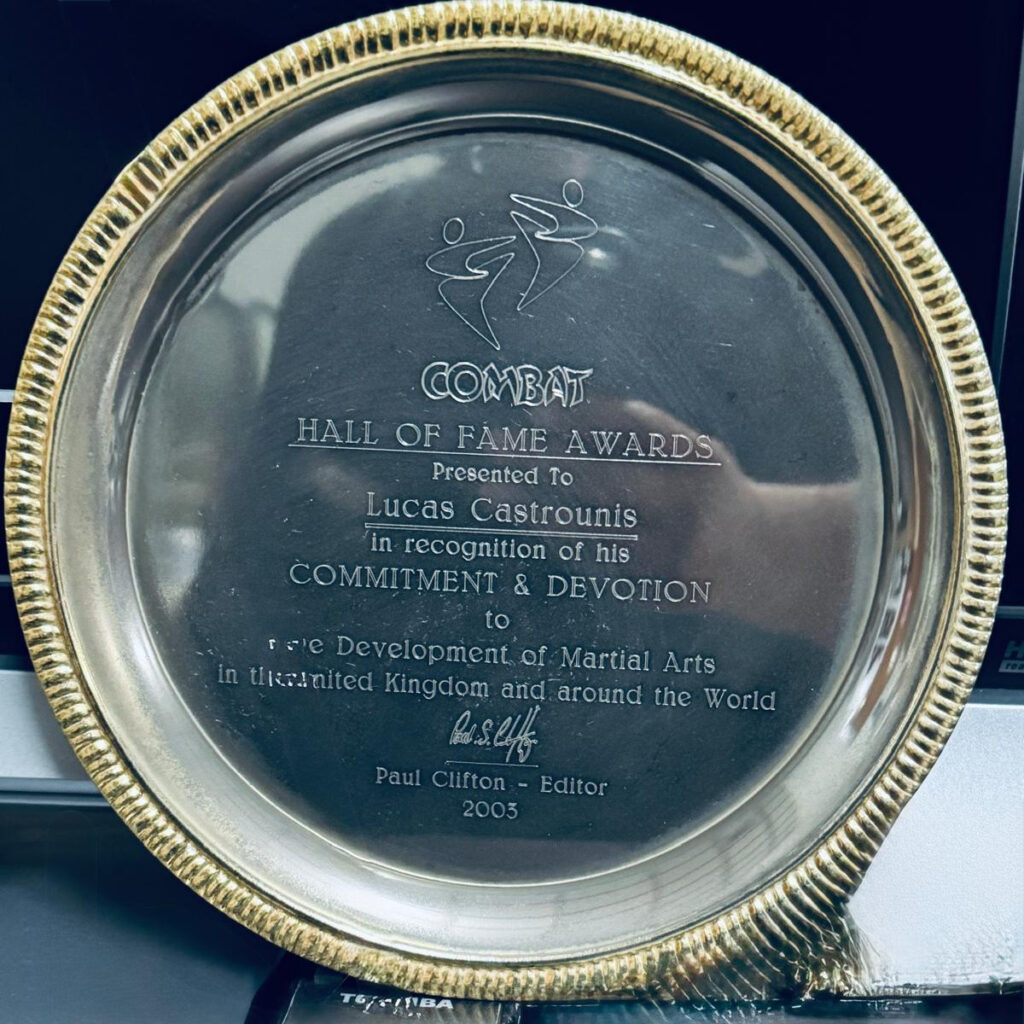 COMBAT
HALL OF FAME AWARDS
Presented To
Lucas Castrounis
in recognition of his
COMMITMENT & DEVOTION
to
Development of Martial Arts
in Kingdom and around the World
Paul Clifton - Editor
2003